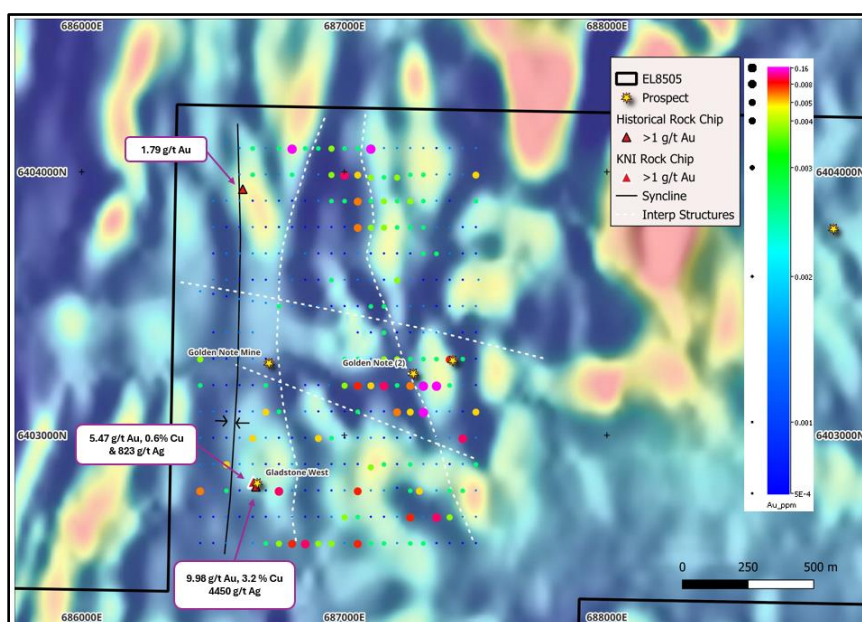 686000E
687000E
688000E
EL8505
Prospect
Historical Rock Chip
>1 g/t Au
KNI Rock Chip
>1 g/t Au
Syncline
Interp Structures
0.16
0.008
0.005
0.004
0.003
0.002
0.001
5E-4
Au_ppm
1.79 g/t Au
6404000N
6404000N
Golden Note Mine
Golden Note (2)
5.47 g/t Au, 0.6% Cu
& 823 g/t Ag
6403000N
6403000N
Gladstone West
9.98 g/t Au, 3.2 % Cu
4450 g/t Ag
0 250 500 m
686000E
687000E
688000E